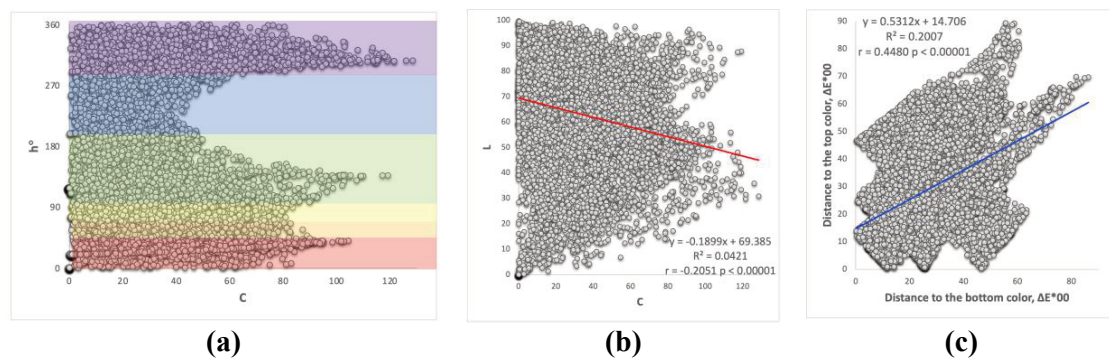 360
270
180
90
0
h°
0 20 40 60 80 100 120
C
(a)
100
90
80
70
60
50
40
30
20
10
0
L
y = -0.1899x + 69.385
R² = 0.0421
r = -0.2051 p < 0.00001
0 20 40 60 80 100 120
C
(b)
y = 0.5312x + 14.706
R² = 0.2007
r = 0.4480 p < 0.00001
90
80
70
60
50
40
30
20
10
0
Distance to the top color, ΔE*00
0 20 40 60 80
Distance to the bottom color, ΔE*00
(c)